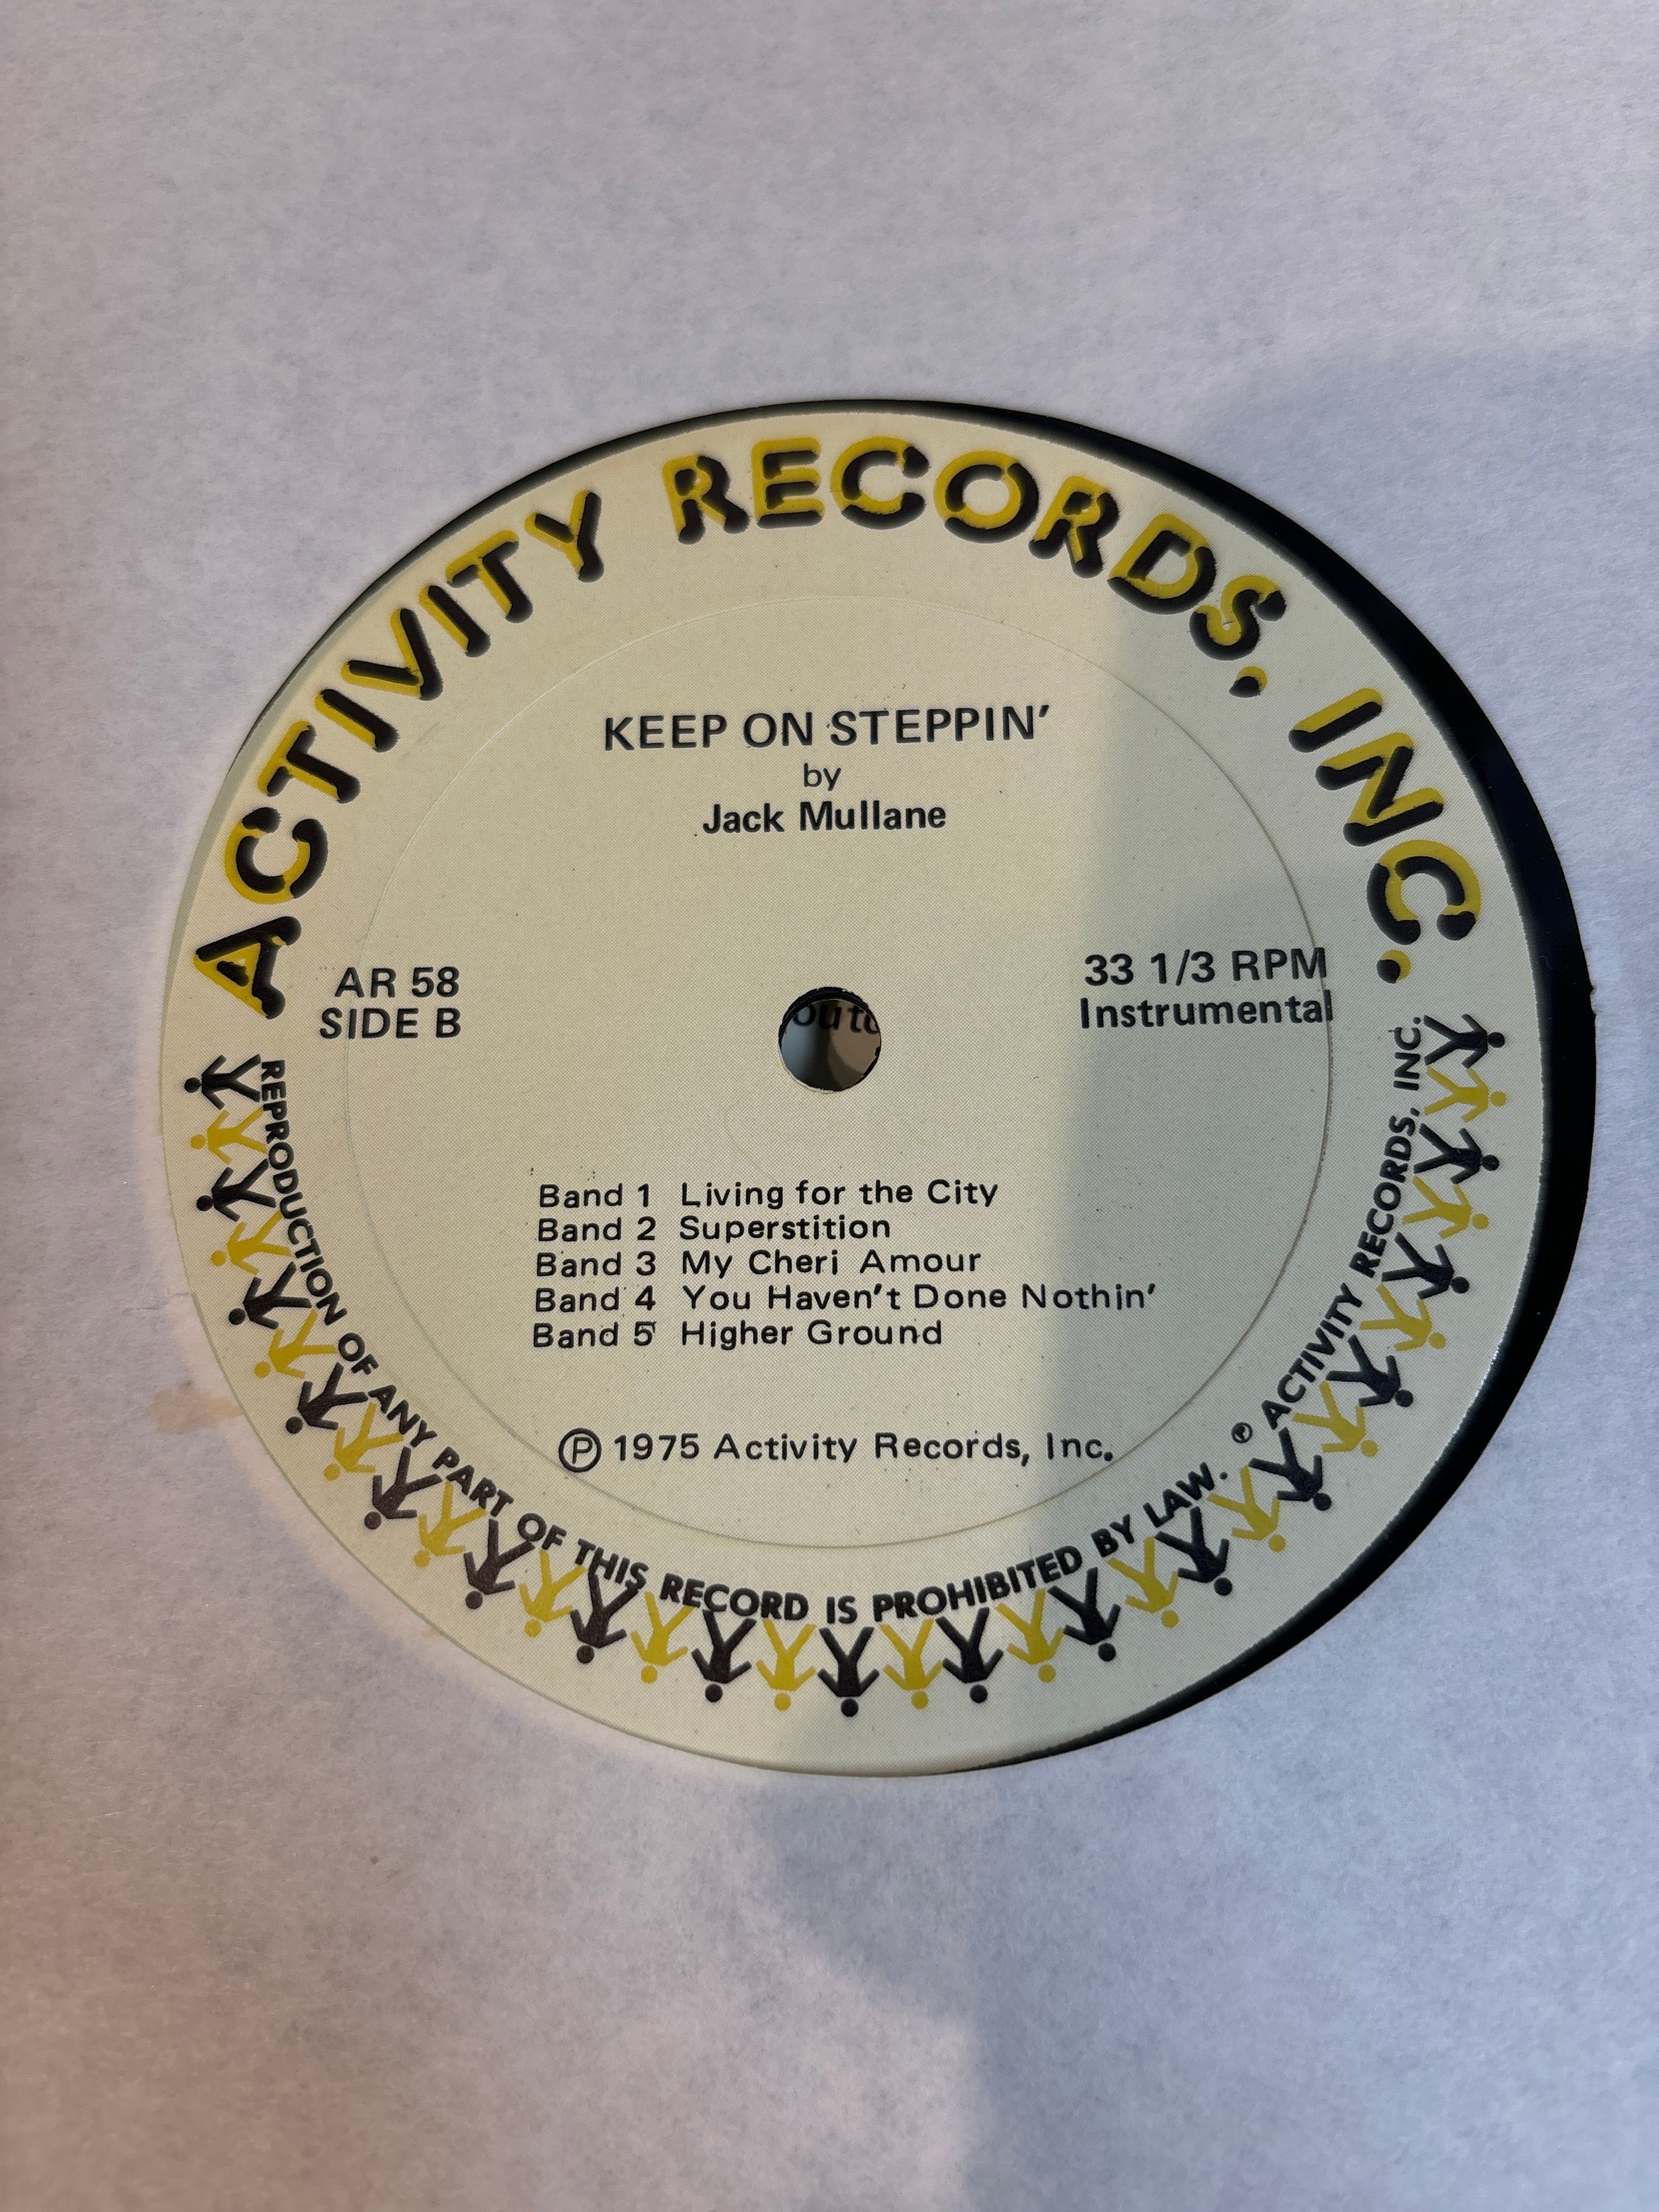 ACTIVITY RECORDS, INC.
KEEP ON STEPPIN'
by
Jack Mullane
AR 58
SIDE B
33 1/3 RPM
Instrumental
Band 1 Living for the City
Band 2 Superstition
Band 3 My Cheri Amour
Band 4 You Haven't Done Nothin'
Band 5 Higher Ground
Ⓟ 1975 Activity Records, Inc.
REPRODUCTION OF ANY PART OF THIS RECORD IS PROHIBITED BY LAW. ® ACTIVITY RECORDS, INC.